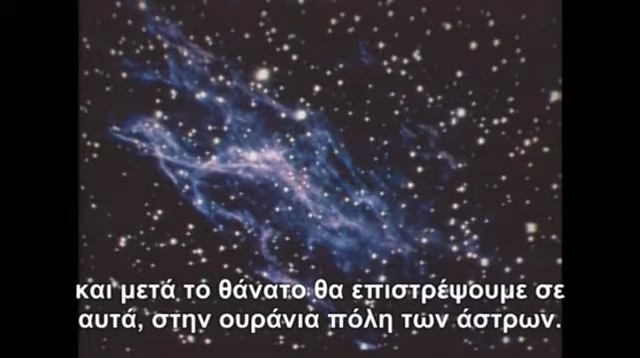 και μετά το θάνατο θα επιστρέψουμε σε
αυτά, στην ουράνια πόλη των άστρων.